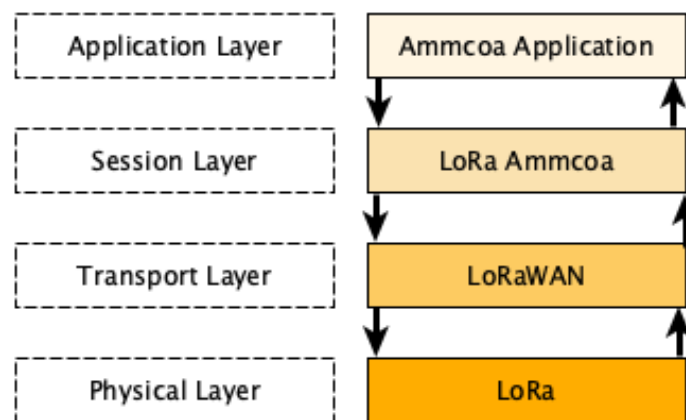 Application Layer
Ammcoa Application
Session Layer
LoRa Ammcoa
Transport Layer
LoRaWAN
Physical Layer
LoRa